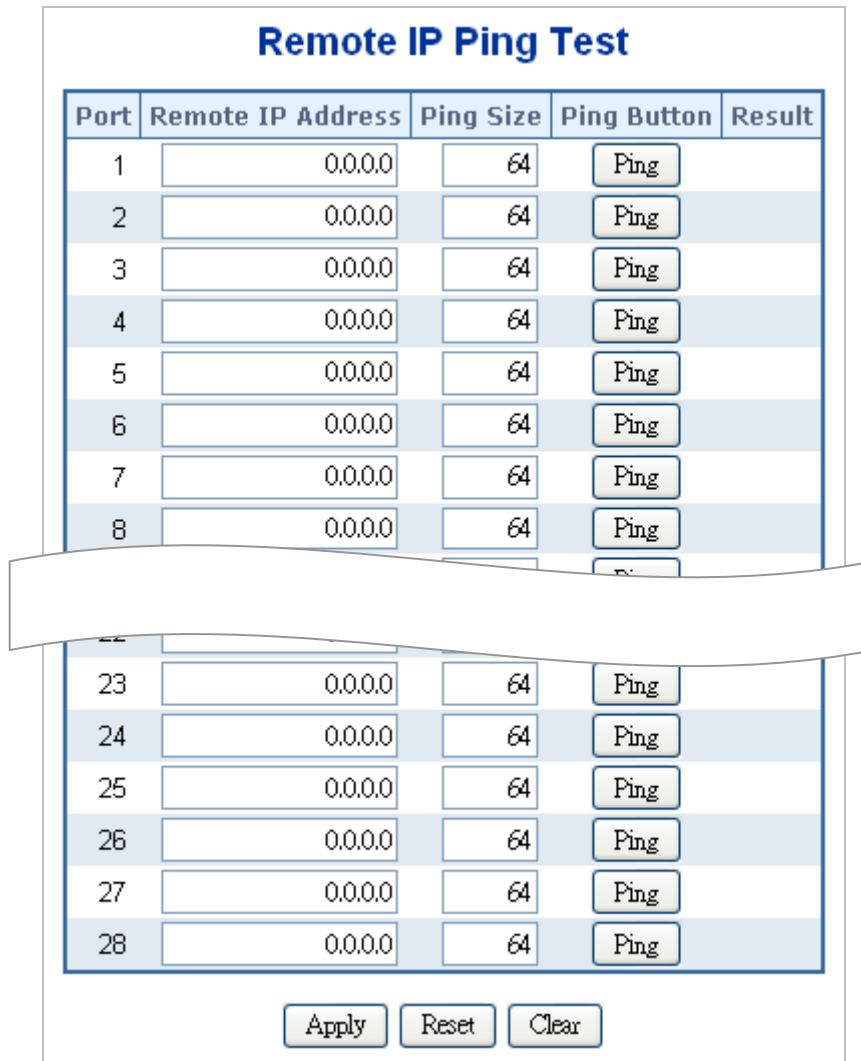 Remote IP Ping Test
Port Remote IP Address Ping Size Ping Button Result
1 0.0.0.0 64 Ping
2 0.0.0.0 64 Ping
3 0.0.0.0 64 Ping
4 0.0.0.0 64 Ping
5 0.0.0.0 64 Ping
6 0.0.0.0 64 Ping
7 0.0.0.0 64 Ping
8 0.0.0.0 64 Ping
23 0.0.0.0 64 Ping
24 0.0.0.0 64 Ping
25 0.0.0.0 64 Ping
26 0.0.0.0 64 Ping
27 0.0.0.0 64 Ping
28 0.0.0.0 64 Ping
Apply Reset Clear